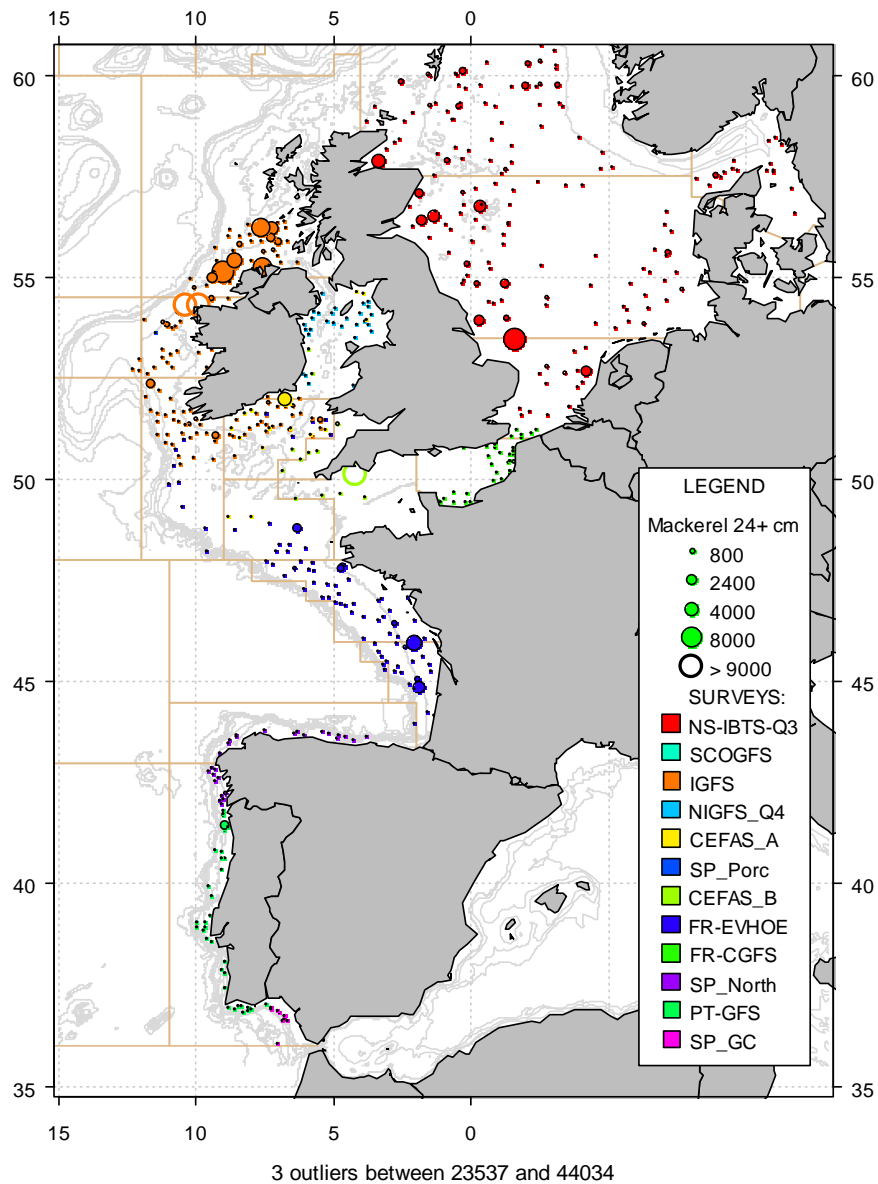 15 10 5 0
60 60
55 55
50 50
45 45
40 40
35 35
LEGEND
Mackerel 24+ cm
800
2400
4000
8000
> 9000
SURVEYS:
NS-IBTS-Q3
SCOGFS
IGFS
NIGFS_Q4
CEFAS_A
SP_Porc
CEFAS_B
FR-EVHOE
FR-CGFS
SP_North
PT-GFS
SP_GC
15 10 5 0
3 outliers between 23537 and 44034